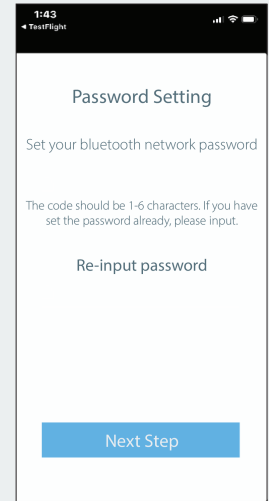 1:43
◀ TestFlight
Password Setting
Set your bluetooth network password
The code should be 1-6 characters. If you have
set the password already, please input.
Re-input password
Next Step